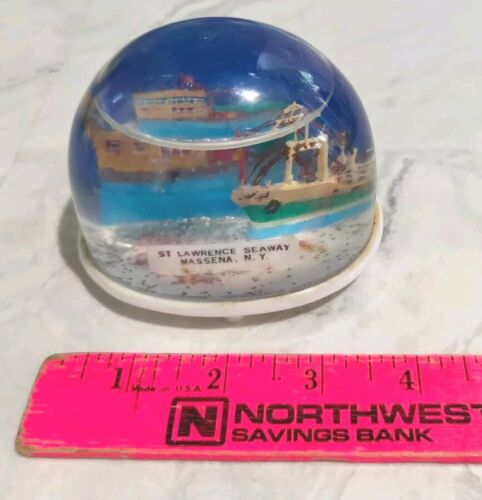 ST LAWRENCE SEAWAY
MASSENA, N.Y.
1 2 3 4
Made in U.S.A
N NORTHWEST
SAVINGS BANK